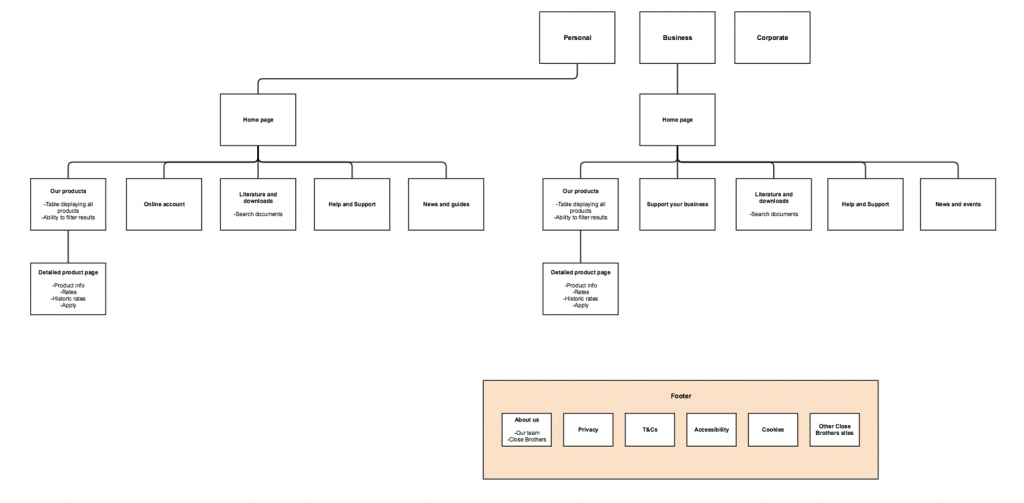 Personal
Business
Corporate
Home page
Home page
Our products
-Table displaying all
products
-Ability to filter results
Online account
Literature and
downloads
-Search documents
Help and Support
News and guides
Our products
-Table displaying all
products
-Ability to filter results
Support your business
Literature and
downloads
-Search documents
Help and Support
News and events
Detailed product page
-Product info
-Rates
-Historic rates
-Apply
Detailed product page
-Product info
-Rates
-Historic rates
-Apply
Footer
About us
-Our team
-Close Brothers
Privacy
T&Cs
Accessibility
Cookies
Other Close
Brothers sites